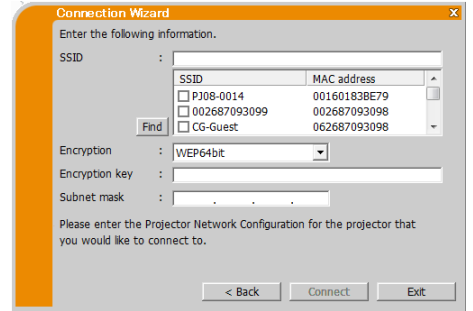 Connection Wizard x
Enter the following information.
SSID :
SSID MAC address
PJ08-0014 00160183BE79
002687093099 002687093098
Find CG-Guest 062687093098
Encryption : WEP64bit
Encryption key :
Subnet mask : . . .
Please enter the Projector Network Configuration for the projector that
you would like to connect to.
< Back Connect Exit